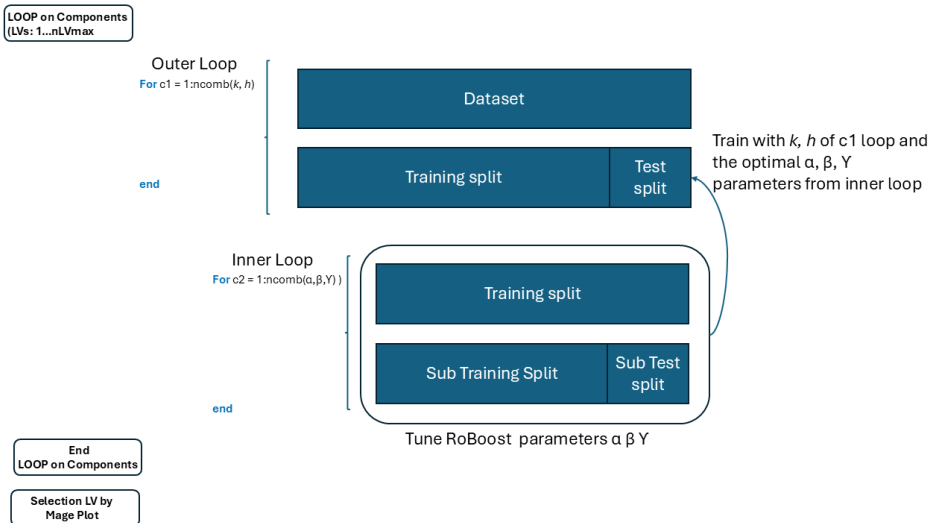 LOOP on Components
(LVs: 1...nLVmax
Outer Loop
For c1 = 1:ncomb(k, h)
Dataset
Training split
Test
split
end
Train with k, h of c1 loop and
the optimal α, β, ϒ
parameters from inner loop
Inner Loop
For c2 = 1:ncomb(α,β,ϒ) )
Training split
Sub Training Split
Sub Test
split
end
Tune RoBoost parameters α β ϒ
End
LOOP on Components
Selection LV by
Mage Plot